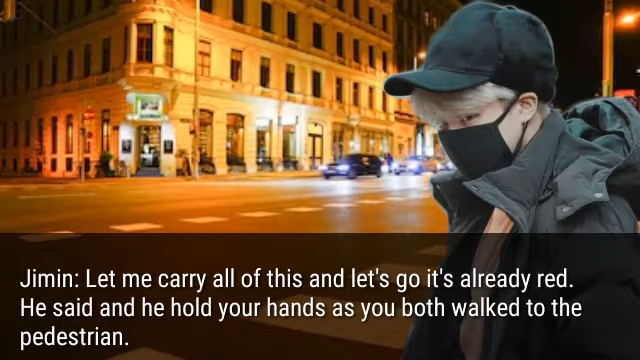 Jimin: Let me carry all of this and let's go it's already red.
He said and he hold your hands as you both walked to the
pedestrian.